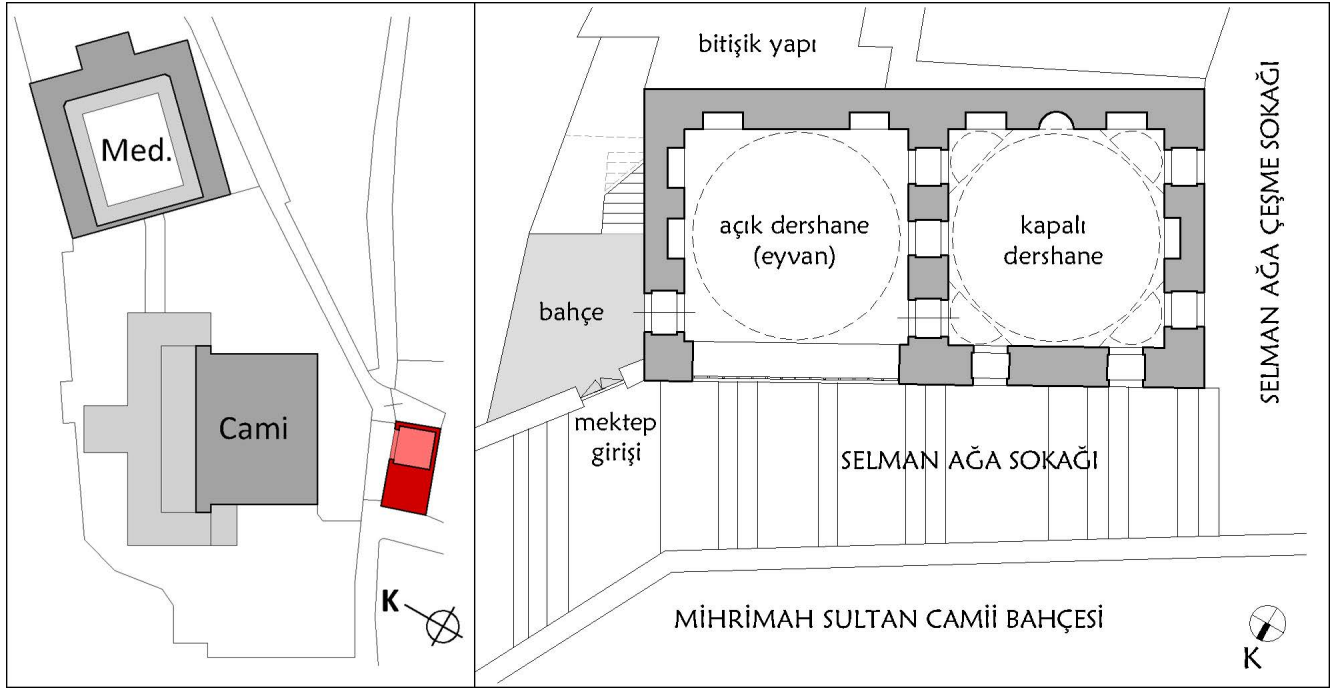 Med.
Cami
K
bitişik yapı
açık dershane
(eyvan)
kapalı
dershane
bahçe
mektep
girişi
SELMAN AĞA SOKAĞI
SELMAN AĞA ÇEŞME SOKAĞI
MİHRİMAH SULTAN CAMİİ BAHÇESİ
K